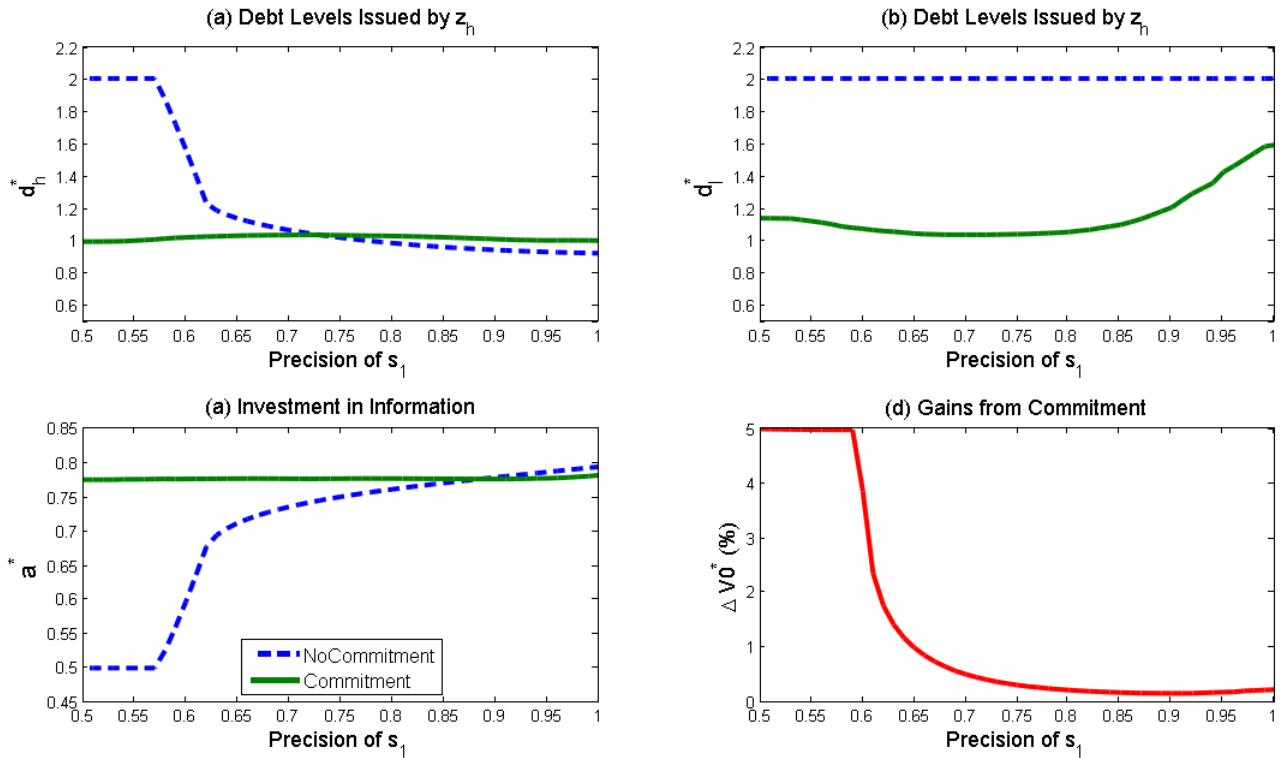 (a) Debt Levels Issued by z_h
2.2
2
1.8
1.6
1.4
1.2
1
0.8
0.6
d*_h
0.5 0.55 0.6 0.65 0.7 0.75 0.8 0.85 0.9 0.95 1
Precision of s_1
(b) Debt Levels Issued by z_h
2.2
2
1.8
1.6
1.4
1.2
1
0.8
0.6
d*_l
0.5 0.55 0.6 0.65 0.7 0.75 0.8 0.85 0.9 0.95 1
Precision of s_1
(a) Investment in Information
0.85
0.8
0.75
0.7
0.65
0.6
0.55
0.5
0.45
a*
NoCommitment
Commitment
0.5 0.55 0.6 0.65 0.7 0.75 0.8 0.85 0.9 0.95 1
Precision of s_1
(d) Gains from Commitment
5
4
3
2
1
0
Δ V0* (%)
0.5 0.55 0.6 0.65 0.7 0.75 0.8 0.85 0.9 0.95 1
Precision of s_1